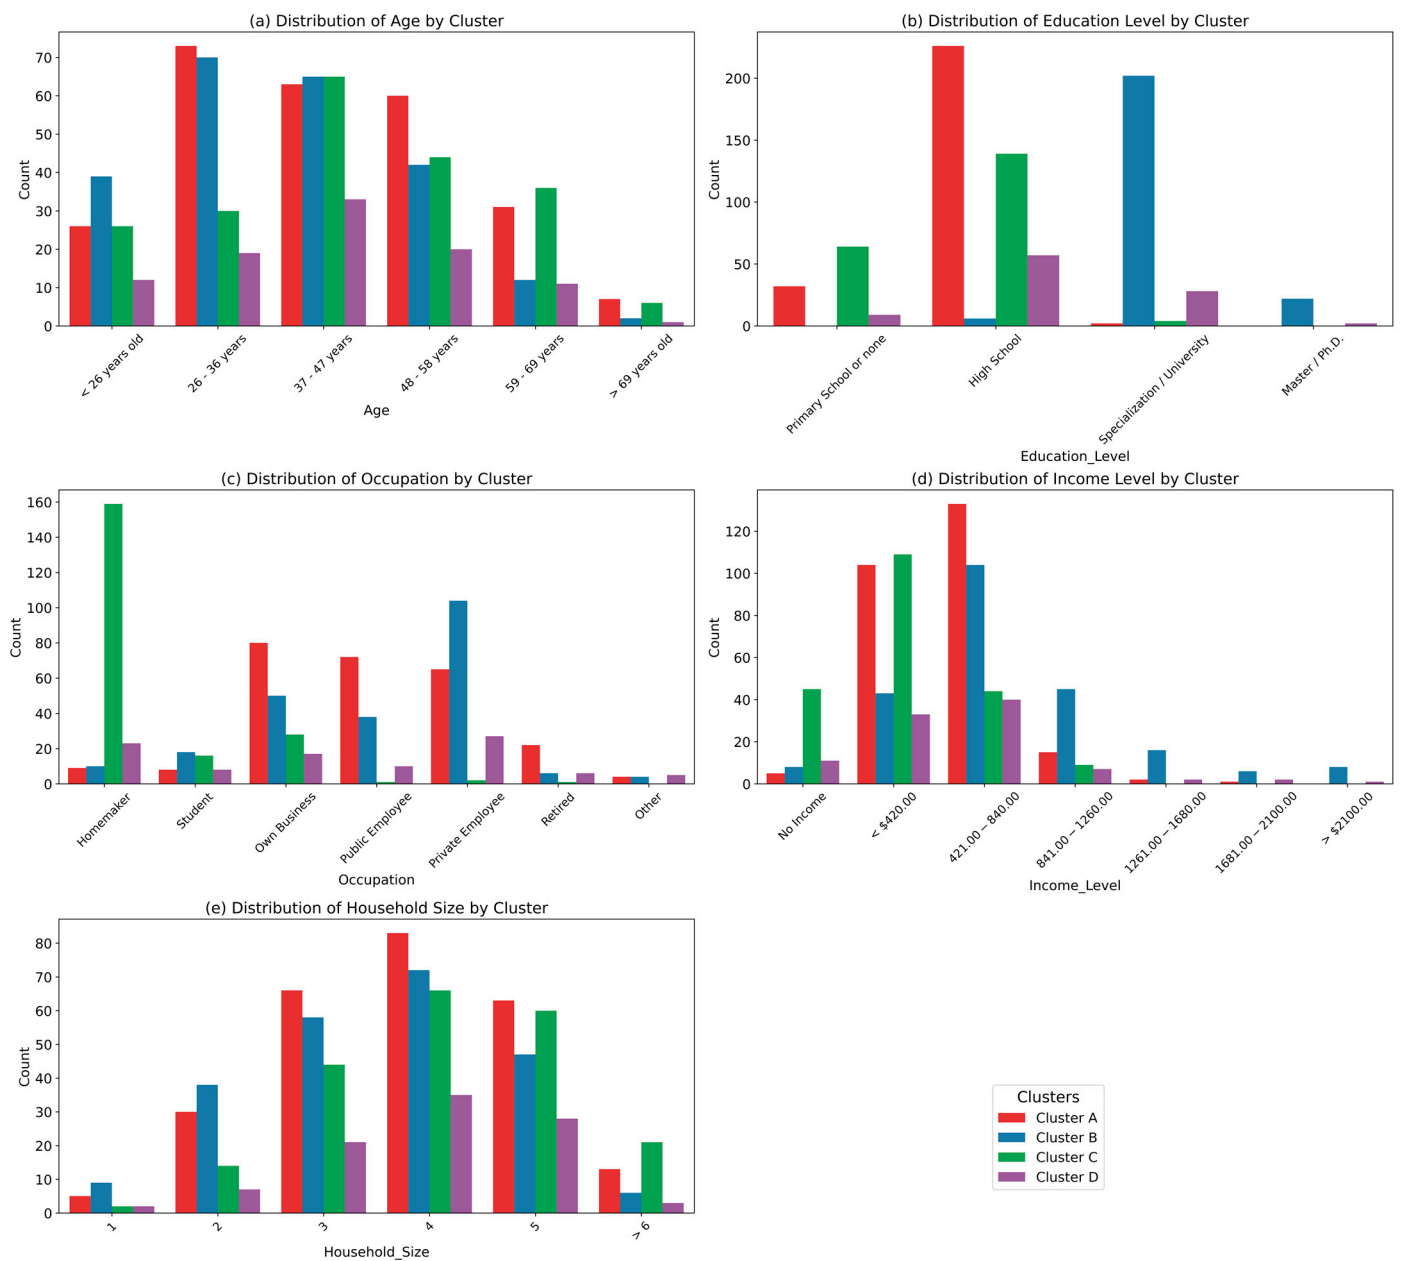 (a) Distribution of Age by Cluster
Count
70
60
50
40
30
20
10
0
< 26 years old
26 - 36 years
37 - 47 years
48 - 58 years
59 - 69 years
> 69 years old
Age
(b) Distribution of Education Level by Cluster
Count
200
150
100
50
0
Primary School or none
High School
Specialization / University
Master / Ph.D.
Education_Level
(c) Distribution of Occupation by Cluster
Count
160
140
120
100
80
60
40
20
0
Homemaker
Student
Own Business
Public Employee
Private Employee
Retired
Other
Occupation
(d) Distribution of Income Level by Cluster
Count
120
100
80
60
40
20
0
No Income
< $420.00
421.00 – 840.00
841.00 – 1260.00
1261.00 – 1680.00
1681.00 – 2100.00
> $2100.00
Income_Level
(e) Distribution of Household Size by Cluster
Count
80
70
60
50
40
30
20
10
0
1
2
3
4
5
> 6
Household_Size
Clusters
Cluster A
Cluster B
Cluster C
Cluster D